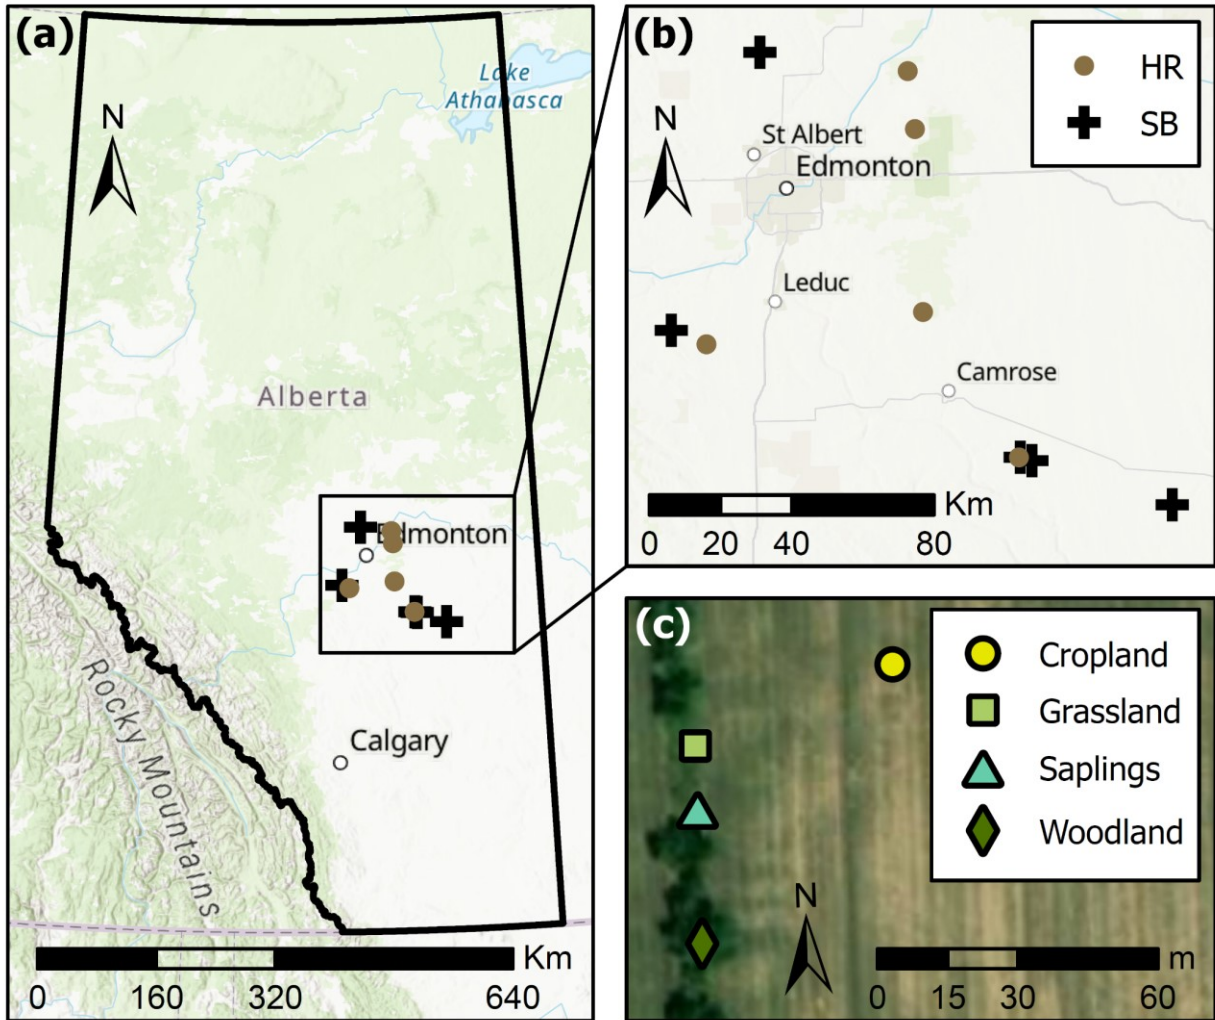 (a)
Lake
Athabasca
N
Alberta
Edmonton
Calgary
Rocky Mountains
Km
0 160 320 640
(b)
HR
SB
N
St Albert
Edmonton
Leduc
Camrose
Km
0 20 40 80
(c)
Cropland
Grassland
Saplings
Woodland
N
m
0 15 30 60